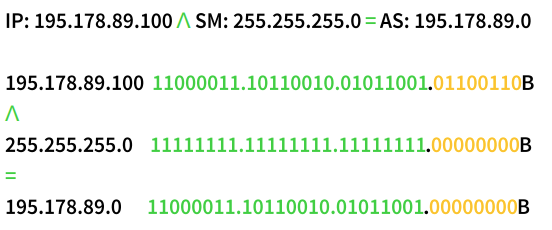 IP: 195.178.89.100 Λ SM: 255.255.255.0 = AS: 195.178.89.0
195.178.89.100 11000011.10110010.01011001.01100110B
Λ
255.255.255.0 11111111.11111111.11111111.00000000B
=
195.178.89.0 11000011.10110010.01011001.00000000B